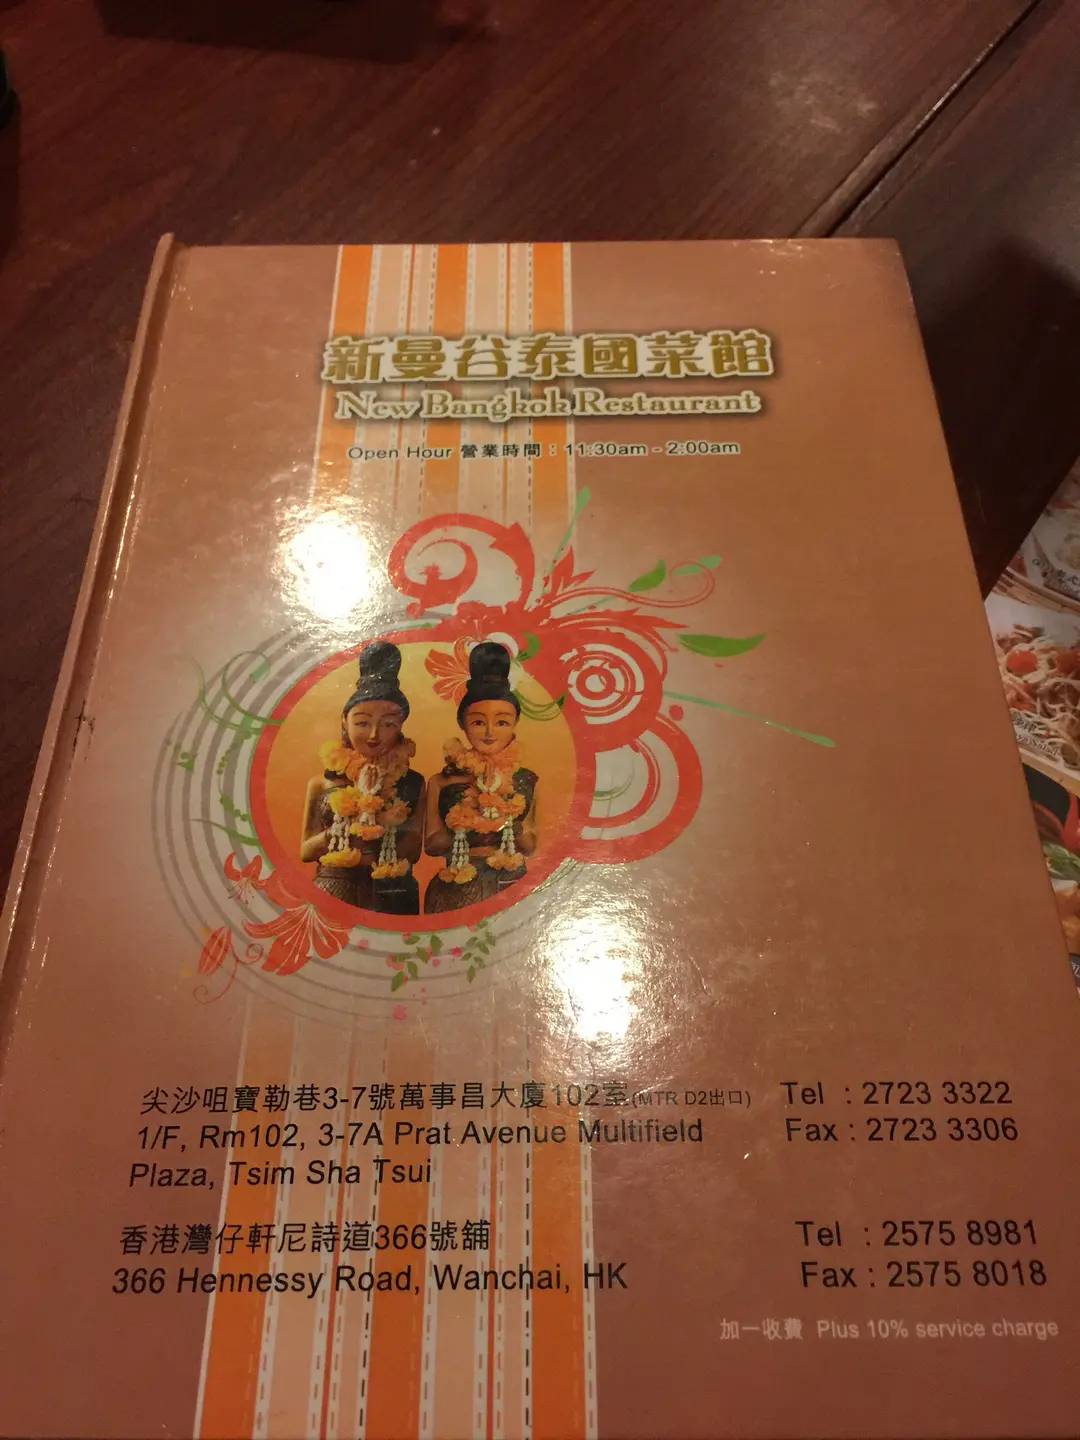 新曼谷泰國菜館
New Bangkok Restaurant
Open Hour 營業時間：11:30am - 2:00am
尖沙咀寶勒巷3-7號萬事昌大廈102室(MTR D2出口)
Tel : 2723 3322
1/F, Rm102, 3-7A Prat Avenue Multifield
Fax : 2723 3306
Plaza, Tsim Sha Tsui
香港灣仔軒尼詩道366號舖
Tel : 2575 8981
366 Hennessy Road, Wanchai, HK
Fax : 2575 8018
加一收費 Plus 10% service charge